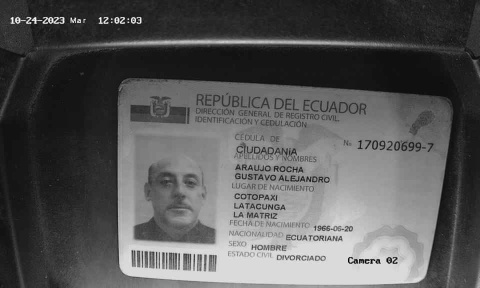 10-24-2023 Mar 12:02:03
REPÚBLICA DEL ECUADOR
DIRECCIÓN GENERAL DE REGISTRO CIVIL,
IDENTIFICACIÓN Y CEDULACIÓN
CÉDULA DE
No 170920699-7
CIUDADANÍA
APELLIDOS Y NOMBRES
ARAUJO ROCHA
GUSTAVO ALEJANDRO
LUGAR DE NACIMIENTO
COTOPAXI
LATACUNGA
LA MATRIZ
FECHA DE NACIMIENTO 1966-06-20
NACIONALIDAD ECUATORIANA
SEXO HOMBRE
ESTADO CIVIL DIVORCIADO
Camera 02